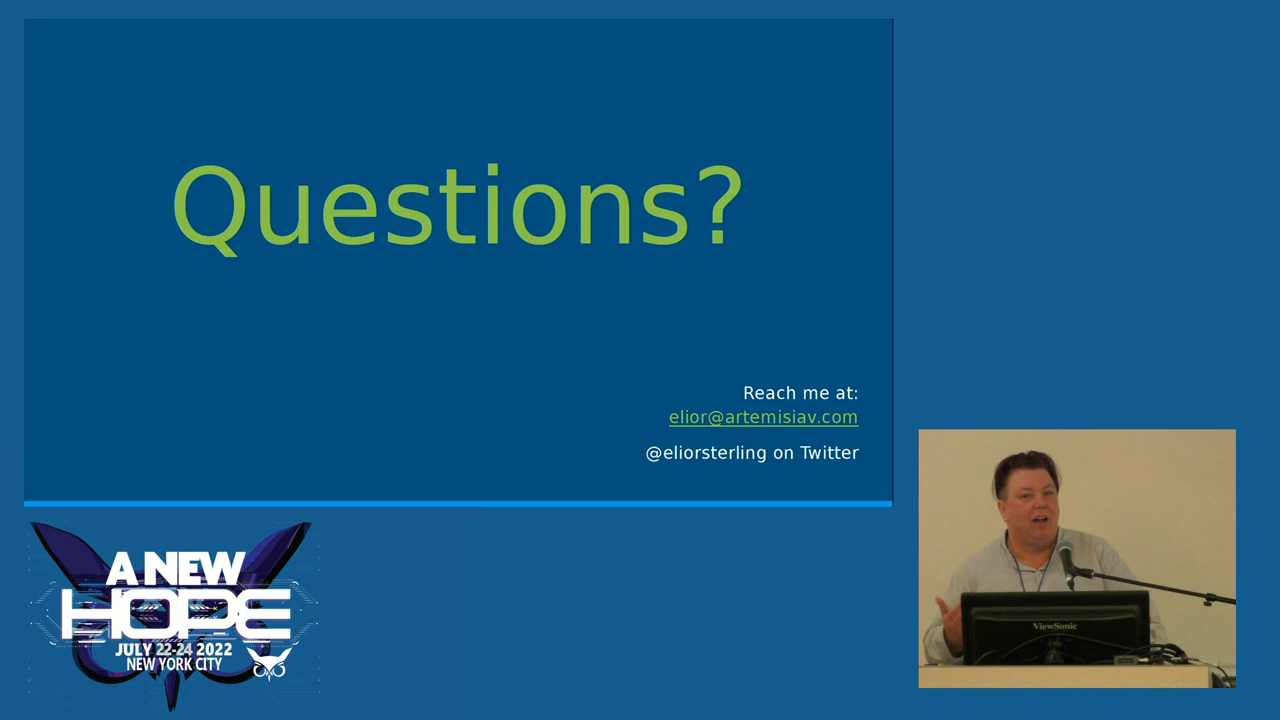 Questions?
Reach me at:
elior@artemisiav.com
@eliorsterling on Twitter
A NEW
HOPE
JULY 22-24 2022
NEW YORK CITY
ViewSonic